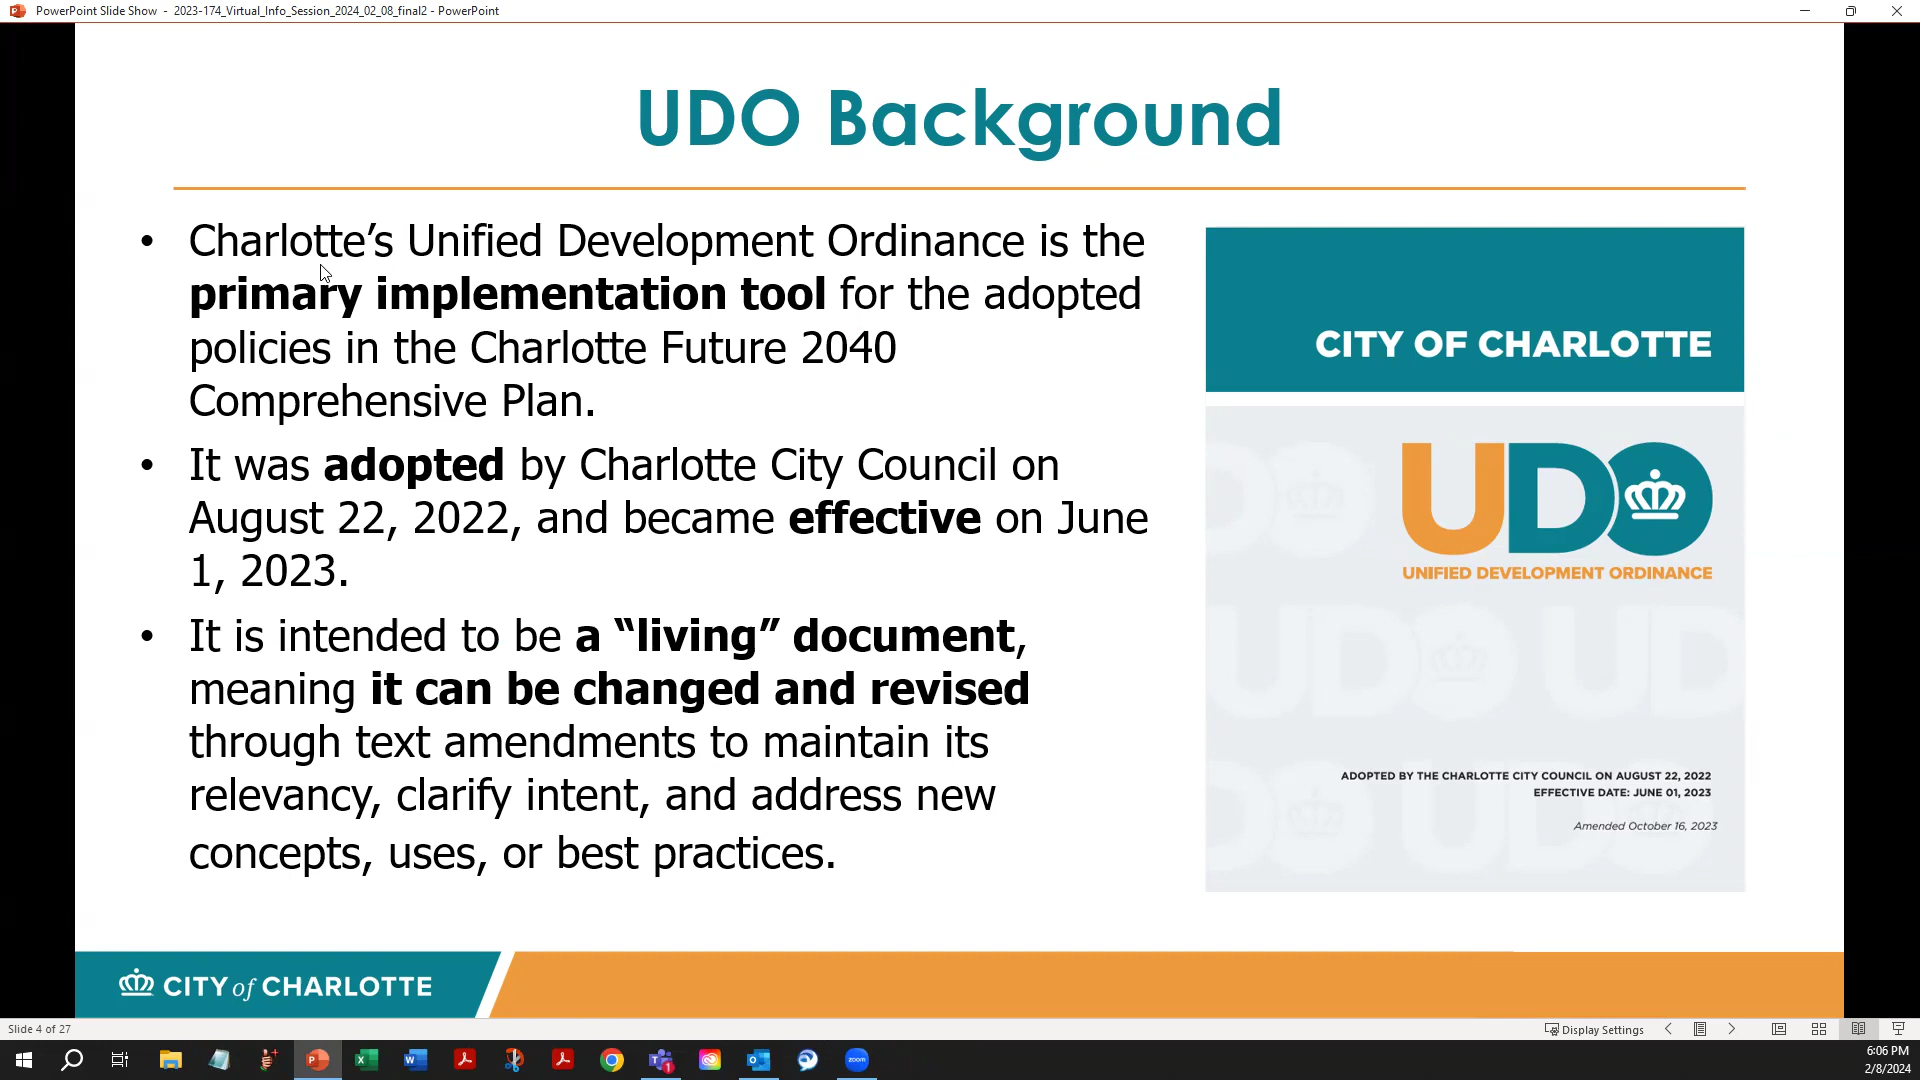 PowerPoint Slide Show - 2023-174_Virtual_Info_Session_2024_02_08_final2 - PowerPoint
UDO Background
• Charlotte’s Unified Development Ordinance is the
primary implementation tool for the adopted
policies in the Charlotte Future 2040
Comprehensive Plan.
• It was adopted by Charlotte City Council on
August 22, 2022, and became effective on June
1, 2023.
• It is intended to be a “living” document,
meaning it can be changed and revised
through text amendments to maintain its
relevancy, clarify intent, and address new
concepts, uses, or best practices.
CITY OF CHARLOTTE
UDO
UNIFIED DEVELOPMENT ORDINANCE
ADOPTED BY THE CHARLOTTE CITY COUNCIL ON AUGUST 22, 2022
EFFECTIVE DATE: JUNE 01, 2023
Amended October 16, 2023
CITY of CHARLOTTE
Slide 4 of 27
Display Settings
zoom
6:06 PM
2/8/2024